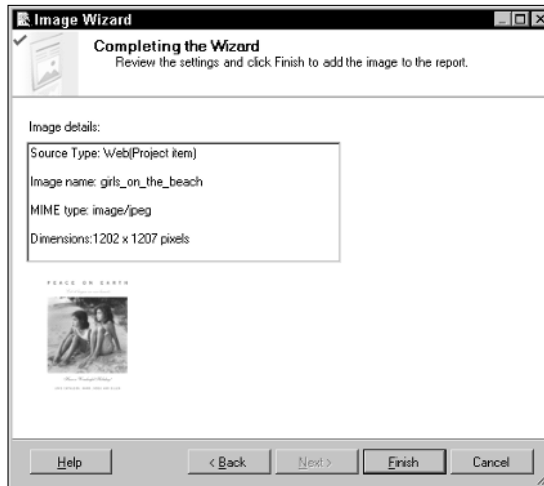 Image Wizard
Completing the Wizard
Review the settings and click Finish to add the image to the report.
Image details:
Source Type: Web(Project item)
Image name: girls_on_the_beach
MIME type: image/jpeg
Dimensions:1202 x 1207 pixels
PEACE ON EARTH
Help
< Back
Next >
Finish
Cancel